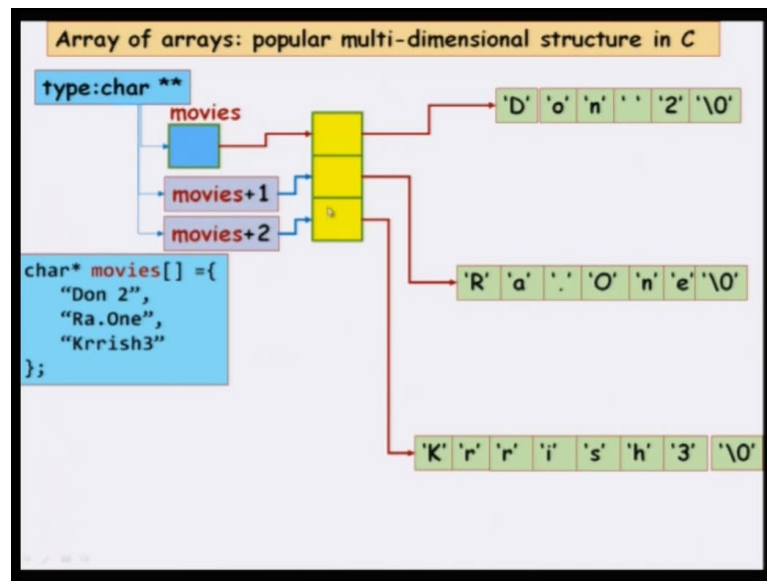 Array of arrays: popular multi-dimensional structure in C
type:char **
movies
'D' 'o' 'n' ' ' '2' '\0'
movies+1
movies+2
char* movies[] ={
"Don 2",
"Ra.One",
"Krrish3"
};
'R' 'a' '.' 'O' 'n' 'e' '\0'
'K' 'r' 'r' 'i' 's' 'h' '3' '\0'